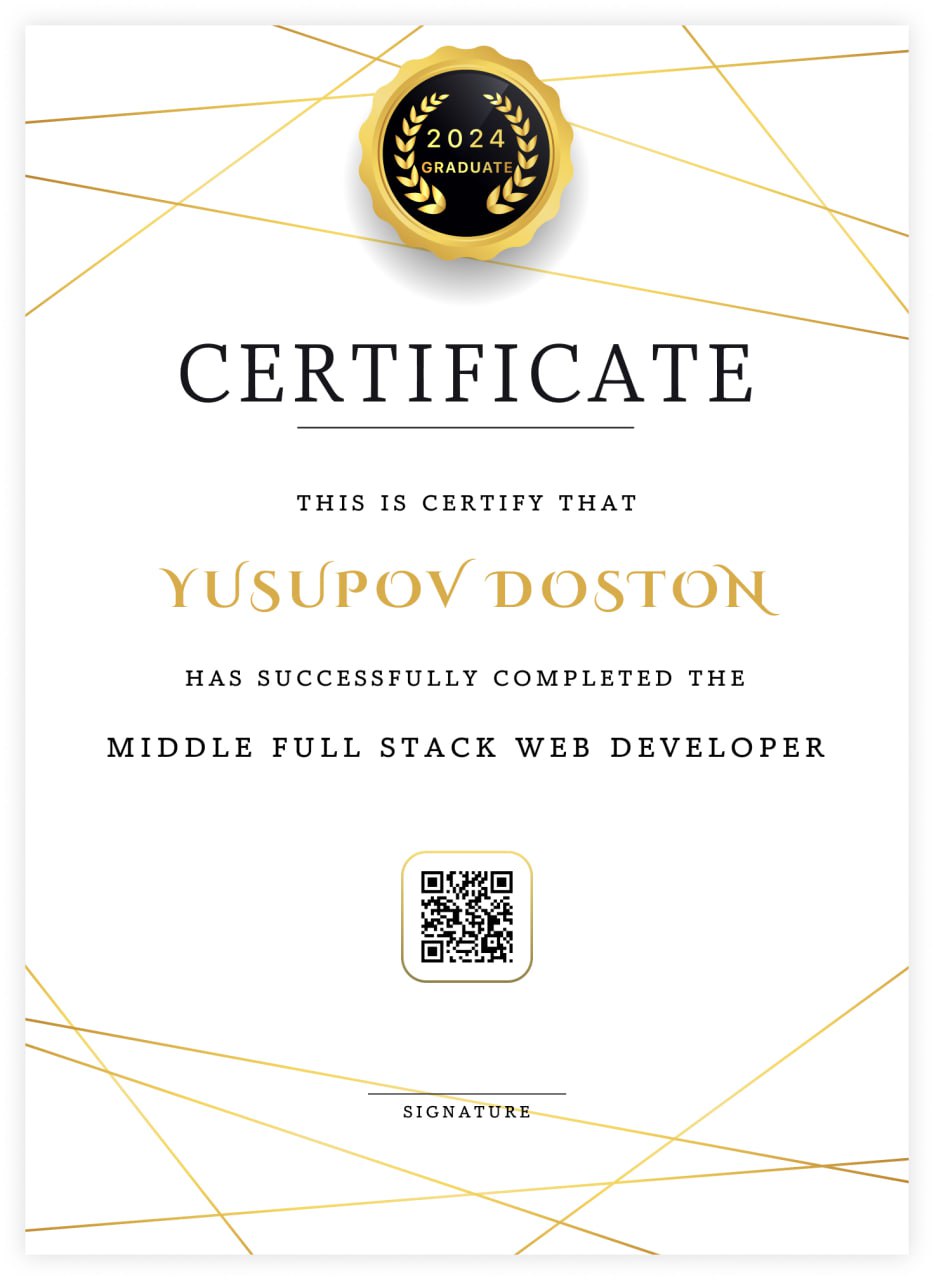 2024
GRADUATE
CERTIFICATE
THIS IS CERTIFY THAT
YUSUPOV DOSTON
HAS SUCCESSFULLY COMPLETED THE
MIDDLE FULL STACK WEB DEVELOPER
SIGNATURE